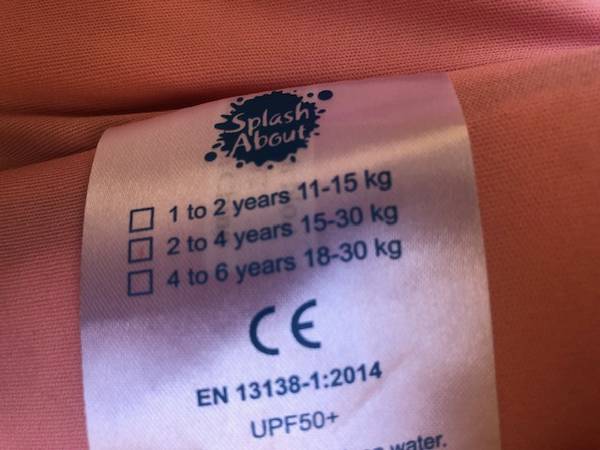 Splash
About
1 to 2 years 11-15 kg
2 to 4 years 15-30 kg
4 to 6 years 18-30 kg
CE
EN 13138-1:2014
UPF50+
water.